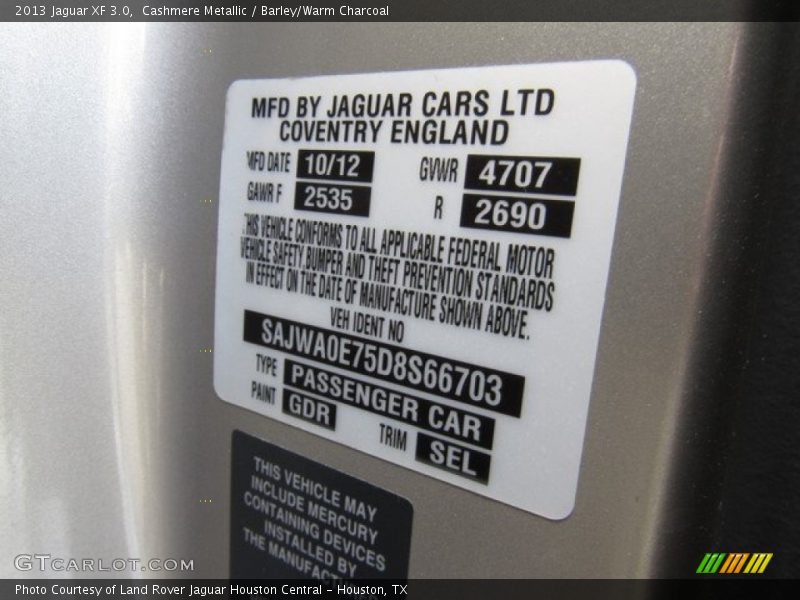 2013 Jaguar XF 3.0, Cashmere Metallic / Barley/Warm Charcoal
MFD BY JAGUAR CARS LTD
COVENTRY ENGLAND
MFD DATE 10/12 GVWR 4707
GAWR F 2535 R 2690
THIS VEHICLE CONFORMS TO ALL APPLICABLE FEDERAL MOTOR
VEHICLE SAFETY, BUMPER AND THEFT PREVENTION STANDARDS
IN EFFECT ON THE DATE OF MANUFACTURE SHOWN ABOVE.
VEH IDENT NO
SAJWA0E75D8S66703
TYPE PASSENGER CAR
PAINT GDR TRIM SEL
THIS VEHICLE MAY
INCLUDE MERCURY
CONTAINING DEVICES
INSTALLED BY
THE MANUFACTURER
GTCARLOT.COM
Photo Courtesy of Land Rover Jaguar Houston Central - Houston, TX